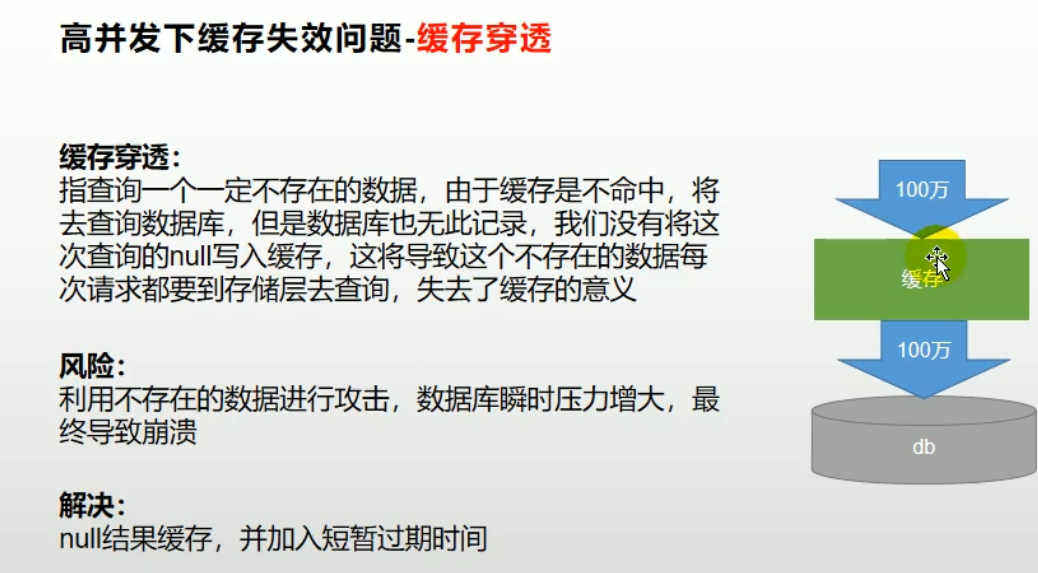 高并发下缓存失效问题-缓存穿透
缓存穿透：
指查询一个一定不存在的数据，由于缓存是不命中，将
去查询数据库，但是数据库也无此记录，我们没有将这
次查询的null写入缓存，这将导致这个不存在的数据每
次请求都要到存储层去查询，失去了缓存的意义
风险：
利用不存在的数据进行攻击，数据库瞬时压力增大，最
终导致崩溃
解决：
null结果缓存，并加入短暂过期时间
100万
缓存
100万
db